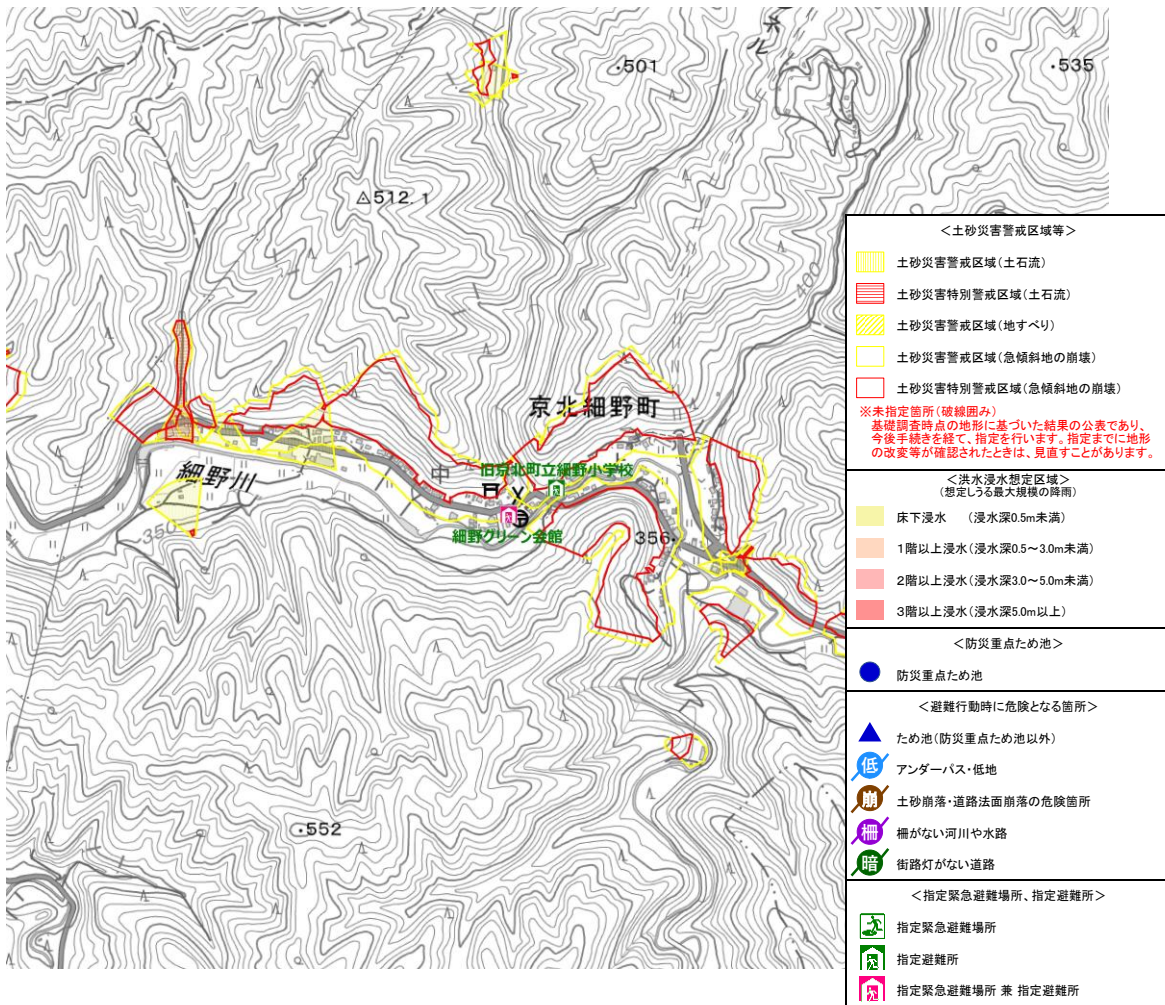 ホル
・501
・535
△512.1
400
京北細野町
中
旧京北町立細野小学校
細野川
細野グリーン会館
350
356・
・552
＜土砂災害警戒区域等＞
土砂災害警戒区域(土石流)
土砂災害特別警戒区域(土石流)
土砂災害警戒区域(地すべり)
土砂災害警戒区域(急傾斜地の崩壊)
土砂災害特別警戒区域(急傾斜地の崩壊)
※未指定箇所(破線囲み)
基礎調査時点の地形に基づいた結果の公表であり、
今後手続きを経て、指定を行います。指定までに地形
の改変等が確認されたときは、見直すことがあります。
＜洪水浸水想定区域＞
(想定しうる最大規模の降雨)
床下浸水　(浸水深0.5m未満)
1階以上浸水(浸水深0.5～3.0m未満)
2階以上浸水(浸水深3.0～5.0m未満)
3階以上浸水(浸水深5.0m以上)
＜防災重点ため池＞
防災重点ため池
＜避難行動時に危険となる箇所＞
ため池(防災重点ため池以外)
低 アンダーパス・低地
崩 土砂崩落・道路法面崩落の危険箇所
柵 柵がない河川や水路
暗 街路灯がない道路
＜指定緊急避難場所、指定避難所＞
指定緊急避難場所
指定避難所
指定緊急避難場所 兼 指定避難所